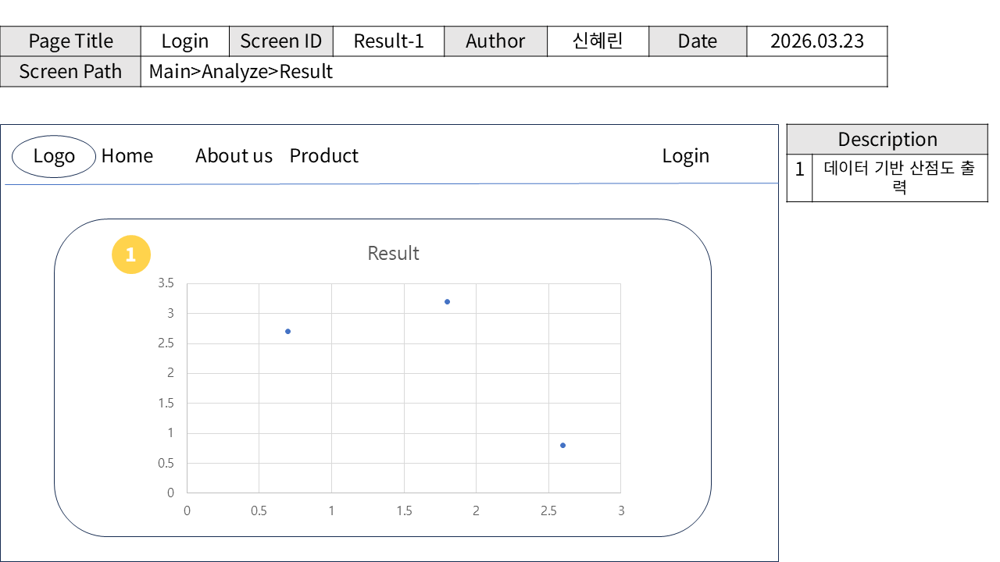 Page Title Login Screen ID Result-1 Author 신혜린 Date 2026.03.23
Screen Path Main>Analyze>Result
Logo Home About us Product Login
Description
1 데이터 기반 산점도 출
력
1
Result
3.5
3
2.5
2
1.5
1
0.5
0
0 0.5 1 1.5 2 2.5 3